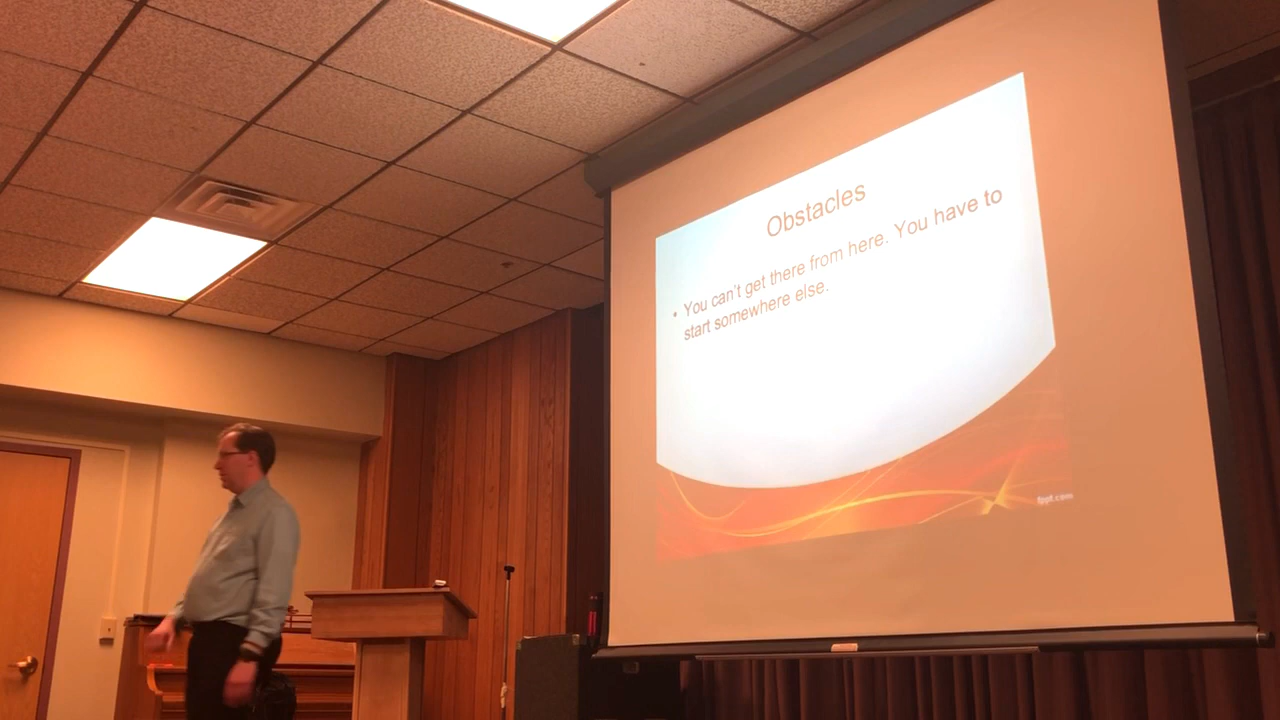 Obstacles
• You can't get there from here. You have to
start somewhere else.
fppt.com